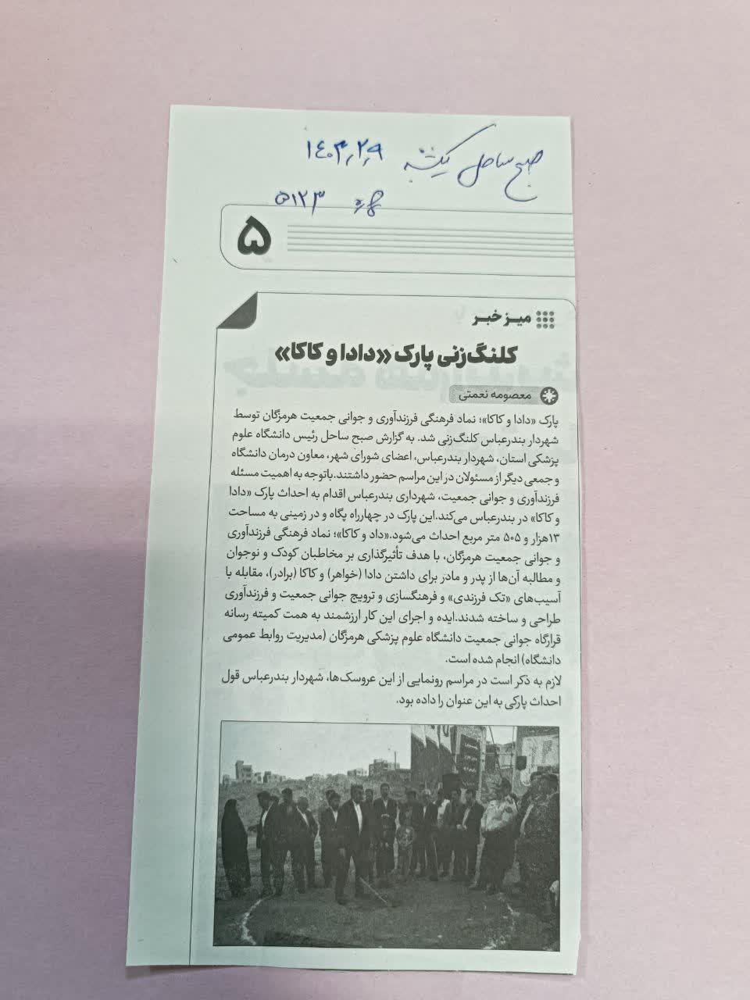 صبح ساحل یکشنبه ۱۴۰۳٫۲٫۹
۵۱۲۳
۵
میـز خبـر
کلنگ‌زنی پارک «دادا و کاکا»
معصومه نعمتی
پارک «دادا و کاکا»؛ نماد فرهنگی فرزندآوری و جوانی جمعیت هرمزگان توسط
شهردار بندرعباس کلنگ‌زنی شد. به گزارش صبح ساحل رئیس دانشگاه علوم
پزشکی استان، شهردار بندرعباس، اعضای شورای شهر، معاون درمان دانشگاه
و جمعی دیگر از مسئولان در این مراسم حضور داشتند.باتوجه به اهمیت مسئله
فرزندآوری و جوانی جمعیت، شهرداری بندرعباس اقدام به احداث پارک «دادا
و کاکا» در بندرعباس می‌کند.این پارک در چهارراه پگاه و در زمینی به مساحت
۱۳هزار و ۵۰۵ متر مربع احداث می‌شود.«داد و کاکا»؛ نماد فرهنگی فرزندآوری
و جوانی جمعیت هرمزگان، با هدف تأثیرگذاری بر مخاطبان کودک و نوجوان
و مطالبه آن‌ها از پدر و مادر برای داشتن دادا (خواهر) و کاکا (برادر)، مقابله با
آسیب‌های «تک فرزندی» و فرهنگسازی و ترویج جوانی جمعیت و فرزندآوری
طراحی و ساخته شدند.ایده و اجرای این کار ارزشمند به همت کمیته رسانه
قرارگاه جوانی جمعیت دانشگاه علوم پزشکی هرمزگان (مدیریت روابط عمومی
دانشگاه) انجام شده است.
لازم به ذکر است در مراسم رونمایی از این عروسک‌ها، شهردار بندرعباس قول
احداث پارکی به این عنوان را داده بود.